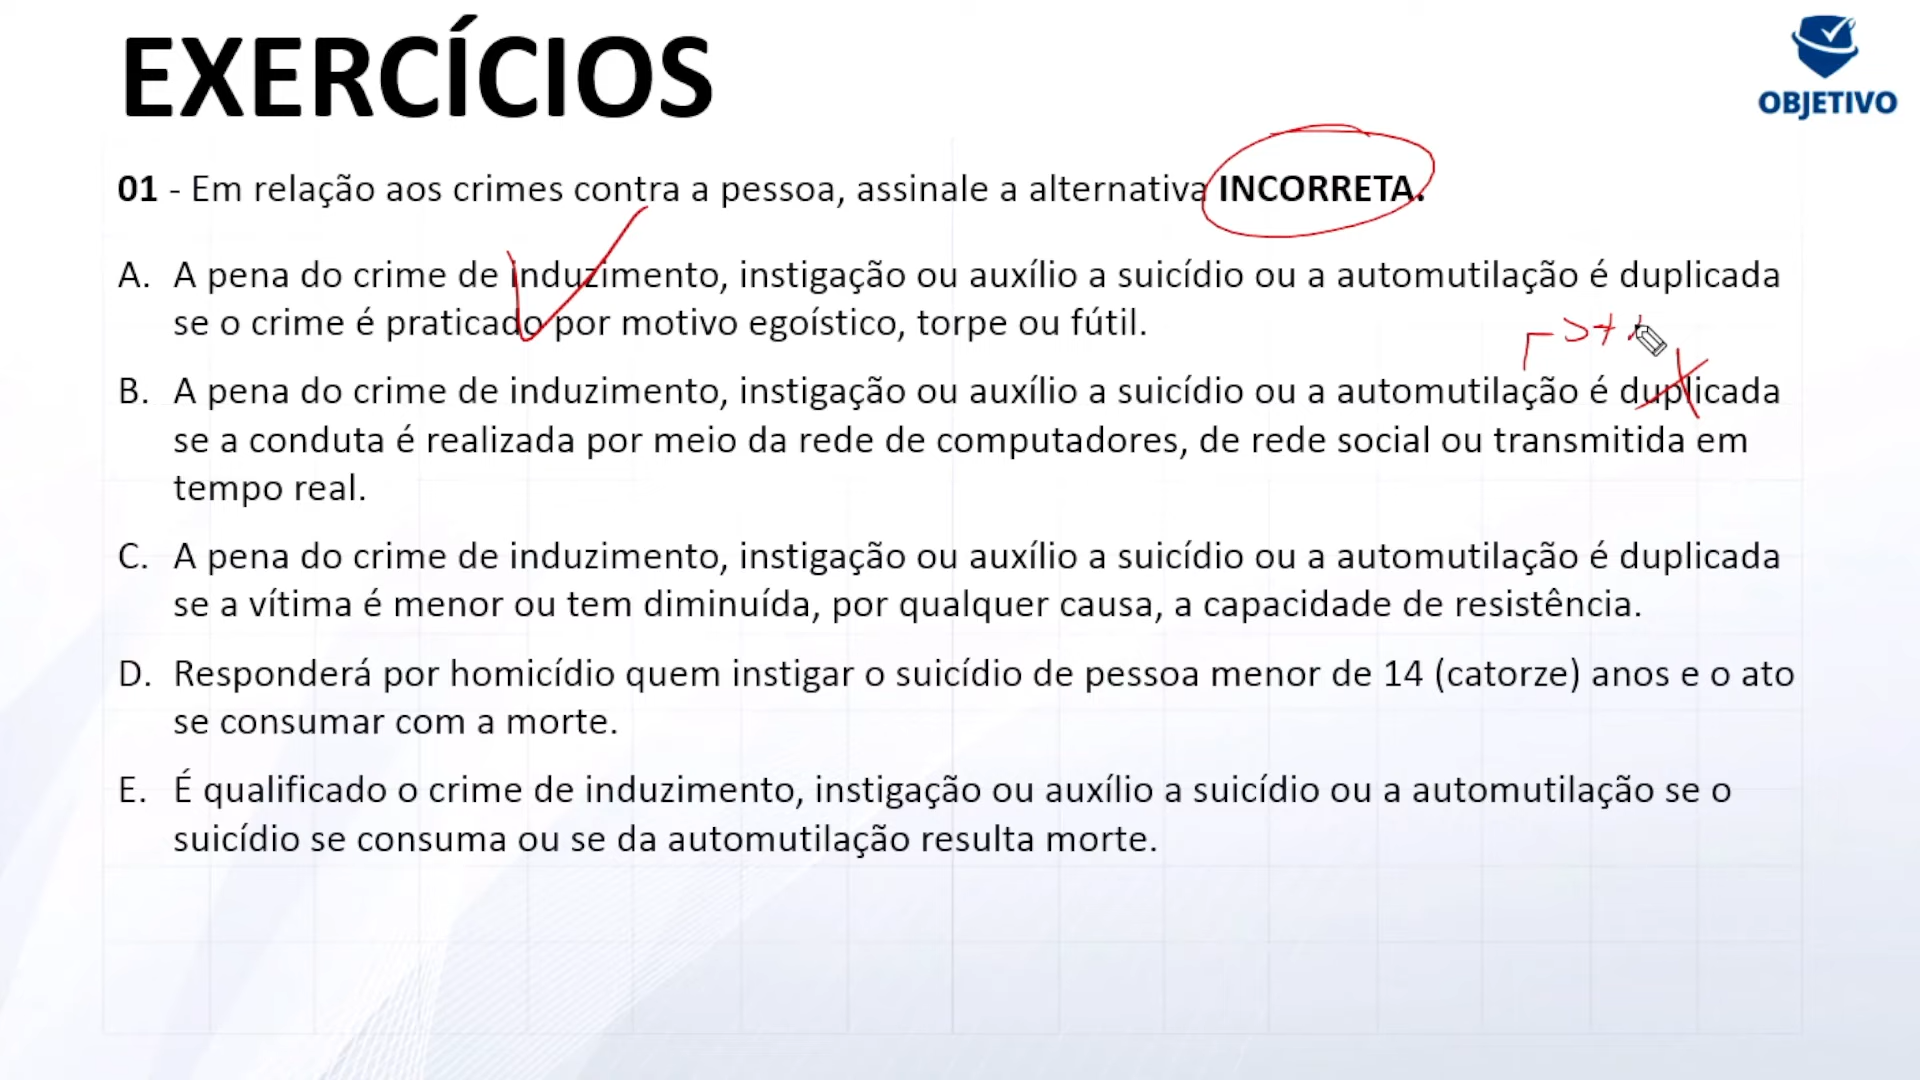 EXERCÍCIOS
OBJETIVO
01 - Em relação aos crimes contra a pessoa, assinale a alternativa INCORRETA.
A. A pena do crime de induzimento, instigação ou auxílio a suicídio ou a automutilação é duplicada
se o crime é praticado por motivo egoístico, torpe ou fútil.
B. A pena do crime de induzimento, instigação ou auxílio a suicídio ou a automutilação é duplicada
se a conduta é realizada por meio da rede de computadores, de rede social ou transmitida em
tempo real.
C. A pena do crime de induzimento, instigação ou auxílio a suicídio ou a automutilação é duplicada
se a vítima é menor ou tem diminuída, por qualquer causa, a capacidade de resistência.
D. Responderá por homicídio quem instigar o suicídio de pessoa menor de 14 (catorze) anos e o ato
se consumar com a morte.
E. É qualificado o crime de induzimento, instigação ou auxílio a suicídio ou a automutilação se o
suicídio se consuma ou se da automutilação resulta morte.